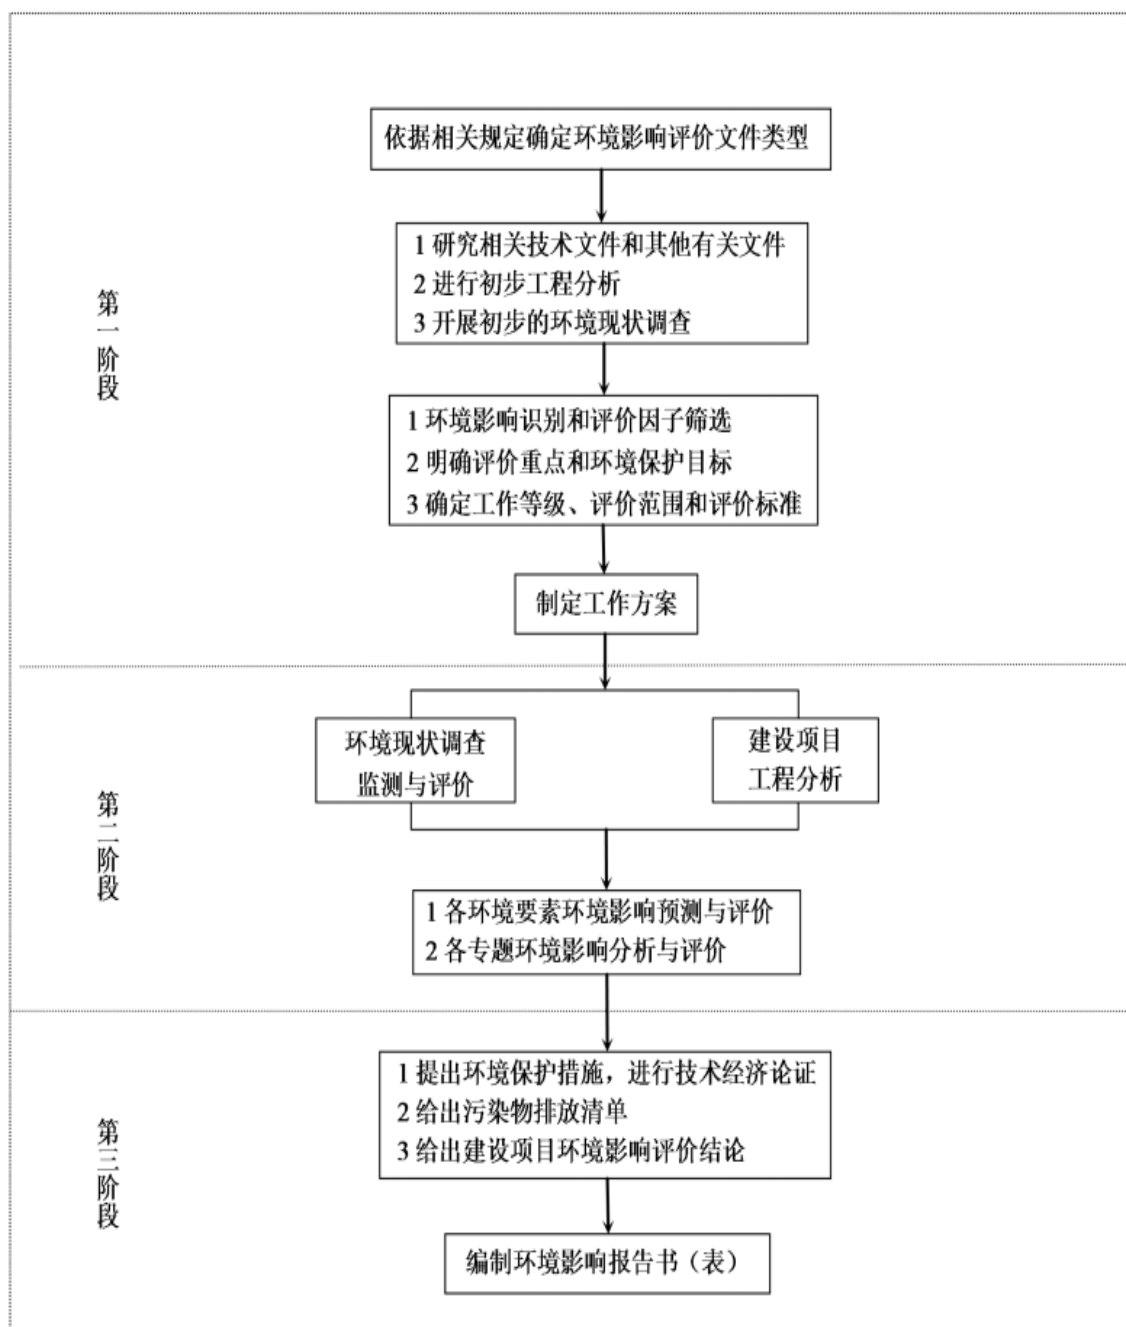 依据相关规定确定环境影响评价文件类型
1 研究相关技术文件和其他有关文件
2 进行初步工程分析
3 开展初步的环境现状调查
第一阶段
1 环境影响识别和评价因子筛选
2 明确评价重点和环境保护目标
3 确定工作等级、评价范围和评价标准
制定工作方案
环境现状调查
监测与评价
建设项目
工程分析
第二阶段
1 各环境要素环境影响预测与评价
2 各专题环境影响分析与评价
1 提出环境保护措施，进行技术经济论证
2 给出污染物排放清单
3 给出建设项目环境影响评价结论
第三阶段
编制环境影响报告书（表）